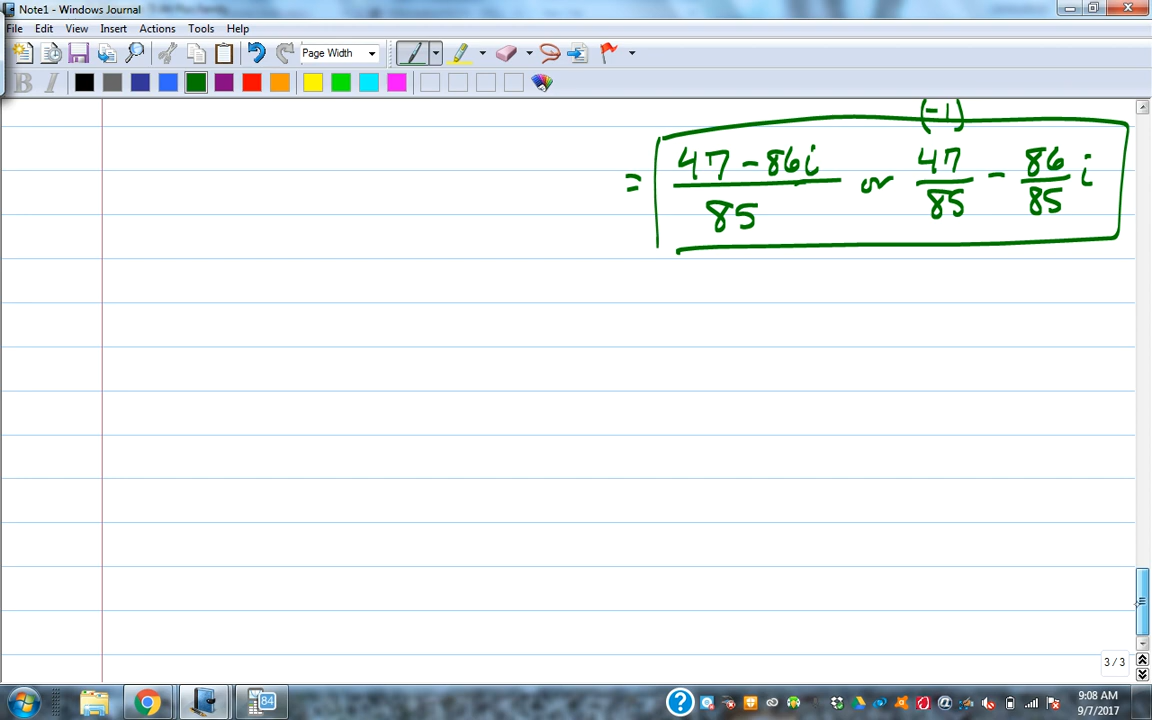 Note1 - Windows Journal
File Edit View Insert Actions Tools Help
Page Width
B I
(-1)
= 47 - 86i / 85 or 47/85 - 86/85 i
3 / 3
84
9:08 AM
9/7/2017